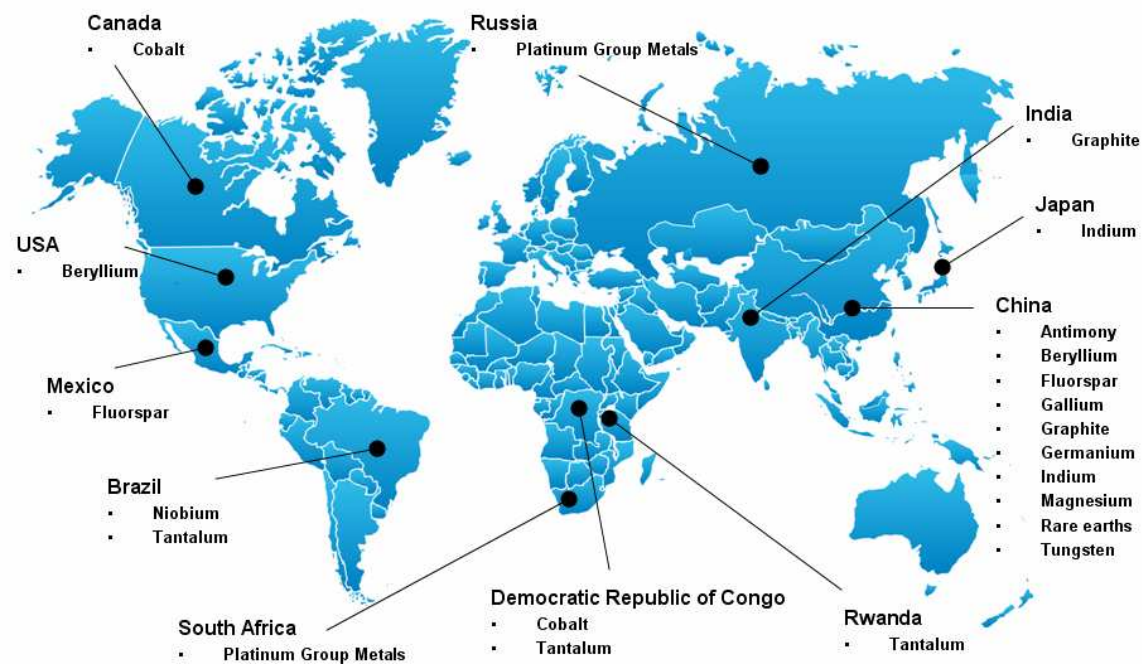 Canada
▪ Cobalt
Russia
▪ Platinum Group Metals
India
▪ Graphite
Japan
▪ Indium
USA
▪ Beryllium
China
▪ Antimony
▪ Beryllium
▪ Fluorspar
▪ Gallium
▪ Graphite
▪ Germanium
▪ Indium
▪ Magnesium
▪ Rare earths
▪ Tungsten
Mexico
▪ Fluorspar
Brazil
▪ Niobium
▪ Tantalum
South Africa
▪ Platinum Group Metals
Democratic Republic of Congo
▪ Cobalt
▪ Tantalum
Rwanda
▪ Tantalum